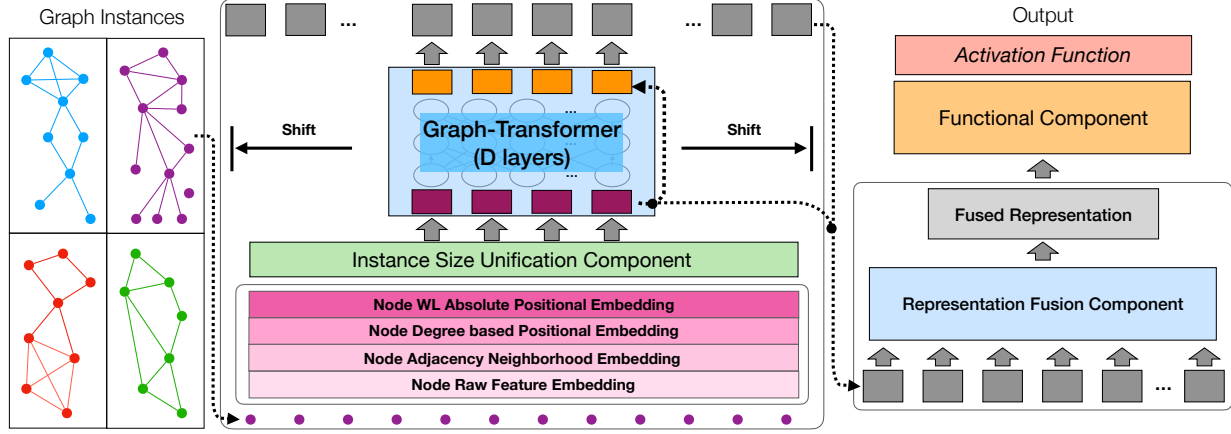 Graph Instances
...
...
Output
Activation Function
Functional Component
Shift
Graph-Transformer
(D layers)
...
...
Shift
Fused Representation
Instance Size Unification Component
Representation Fusion Component
Node WL Absolute Positional Embedding
Node Degree based Positional Embedding
Node Adjacency Neighborhood Embedding
Node Raw Feature Embedding
...